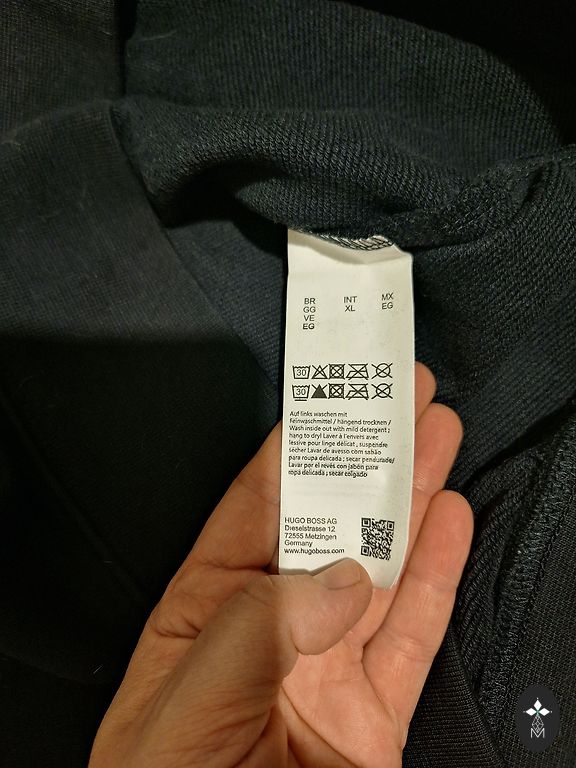 BR INT MX
GG XL EG
VE
EG
30
30
Auf links waschen mit
Feinwaschmittel / hängend trocknen /
Wash inside out with mild detergent ;
hang to dry/ Laver à l'envers avec
lessive pour linge délicat , suspendre
sécher Lavar de avesso com sabão
para roupa delicada ; secar pendurade/
Lavar por el revés con jabón para
ropa delicada ; secar colgado
HUGO BOSS AG
Dieselstrasse 12
72555 Metzingen
Germany
www.hugoboss.com
M